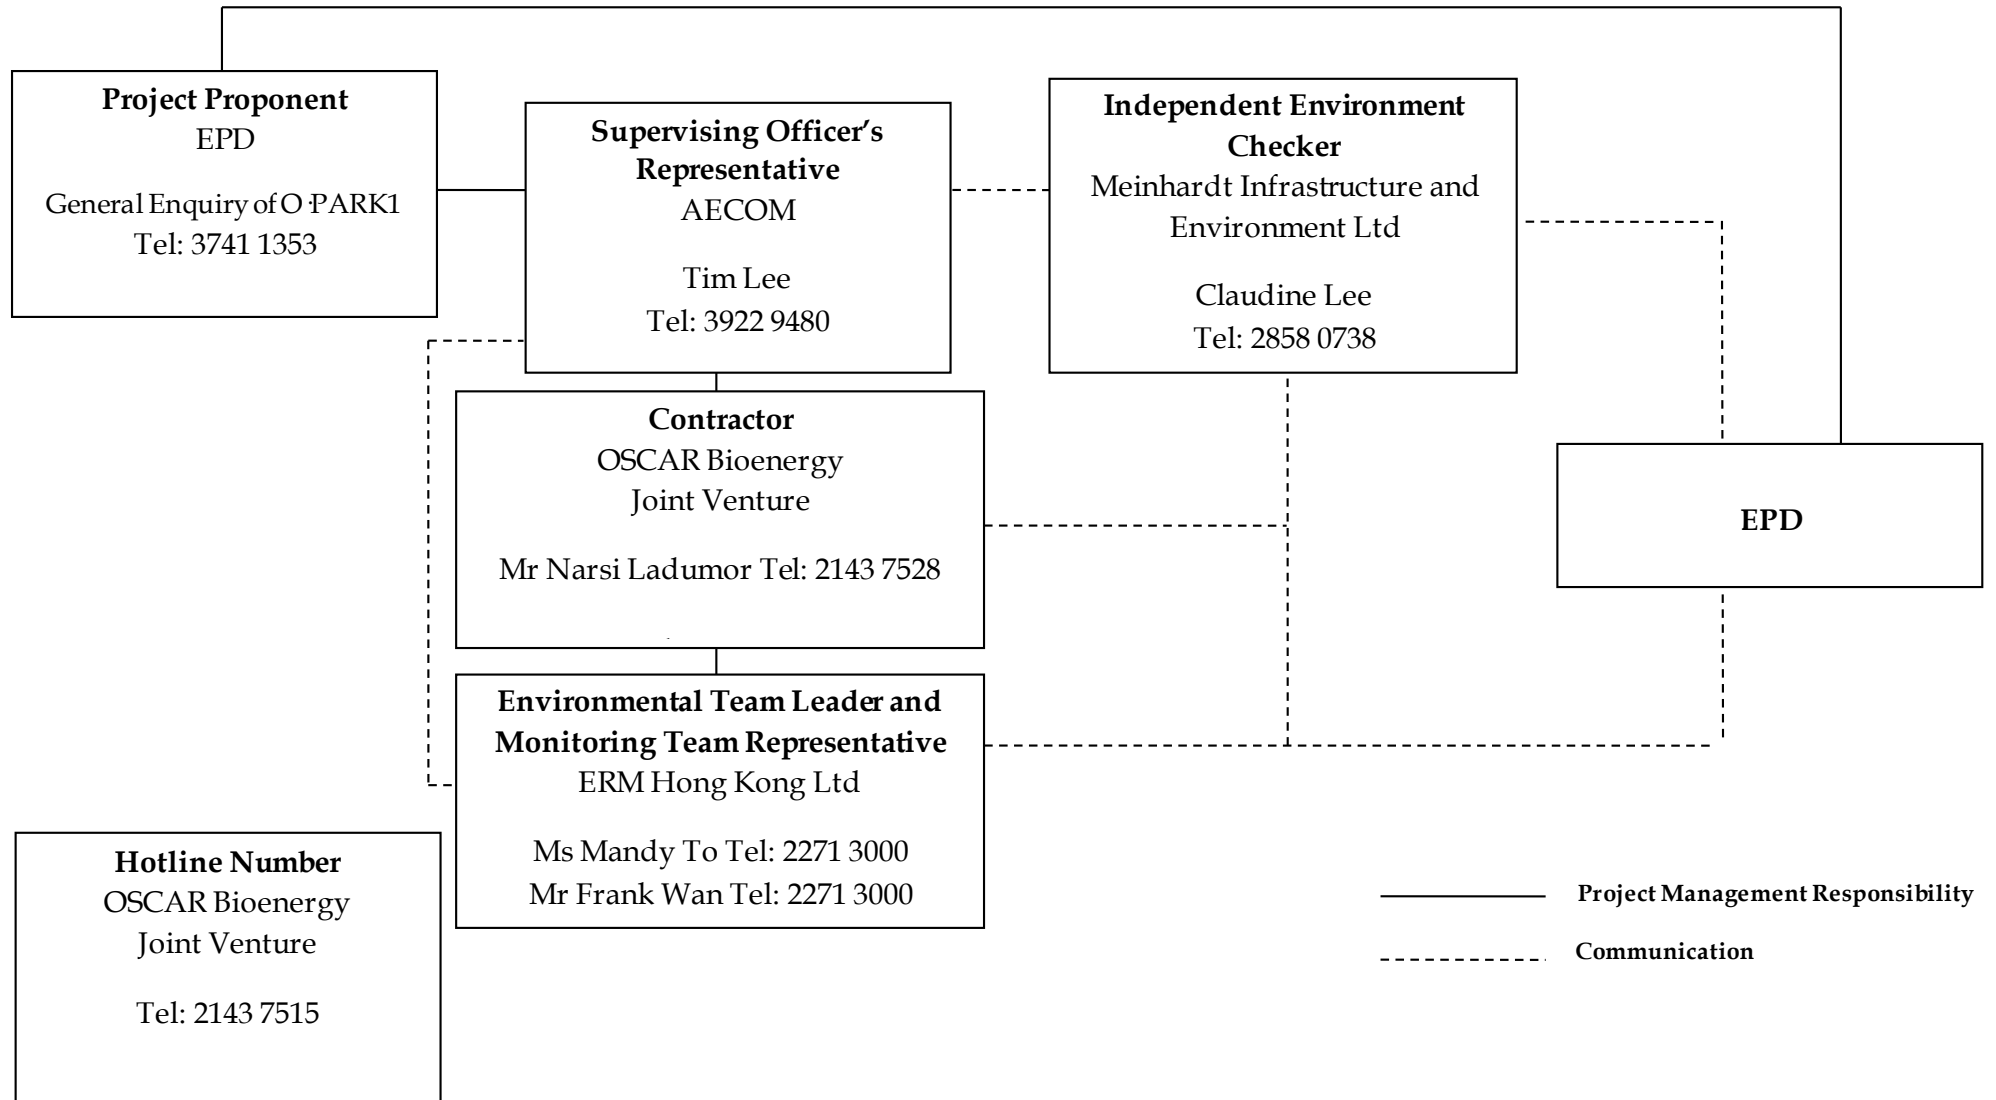 Project Proponent
EPD
General Enquiry of O·PARK1
Tel: 3741 1353
Supervising Officer’s
Representative
AECOM
Tim Lee
Tel: 3922 9480
Independent Environment
Checker
Meinhardt Infrastructure and
Environment Ltd
Claudine Lee
Tel: 2858 0738
Contractor
OSCAR Bioenergy
Joint Venture
Mr Narsi Ladumor Tel: 2143 7528
EPD
Environmental Team Leader and
Monitoring Team Representative
ERM Hong Kong Ltd
Ms Mandy To Tel: 2271 3000
Mr Frank Wan Tel: 2271 3000
Hotline Number
OSCAR Bioenergy
Joint Venture
Tel: 2143 7515
Project Management Responsibility
Communication